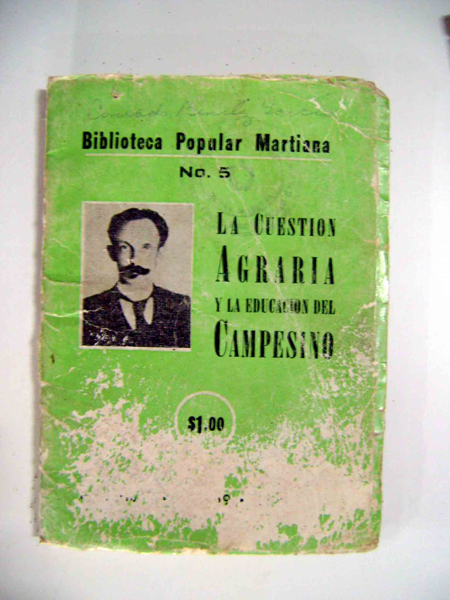 Biblioteca Popular Martiana
No. 5
LA CUESTION
AGRARIA
Y LA EDUCACION DEL
CAMPESINO
$1.00